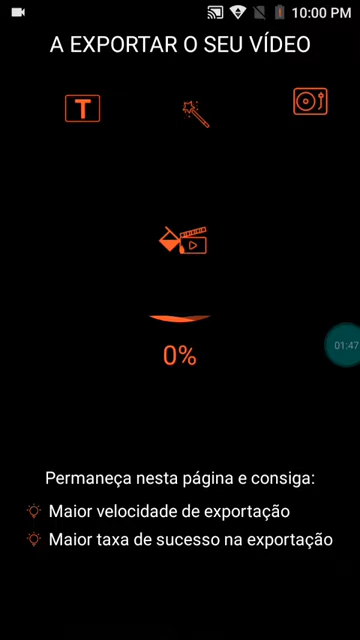 10:00 PM
A EXPORTAR O SEU VÍDEO
T
01:47
0%
Permaneça nesta página e consiga:
Maior velocidade de exportação
Maior taxa de sucesso na exportação